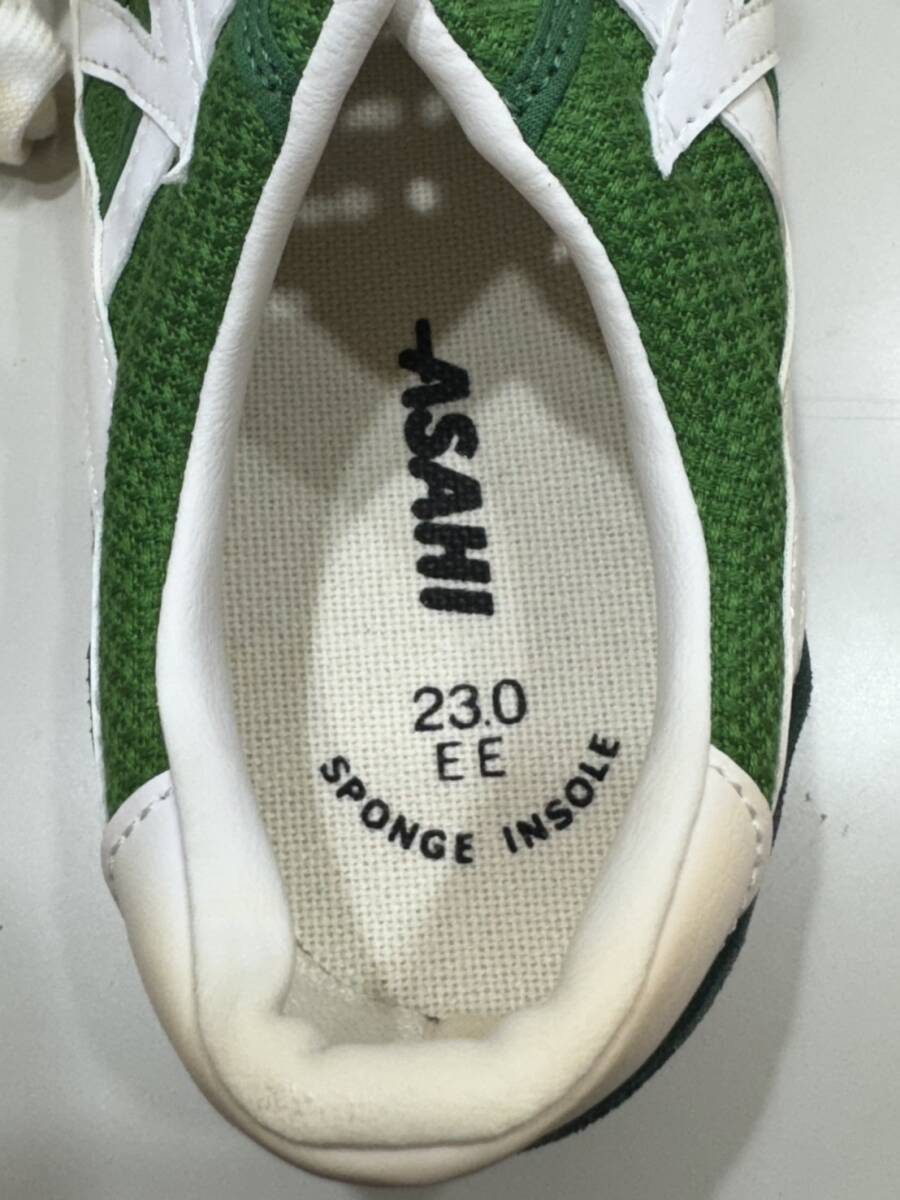 ASAHI
23.0
EE
SPONGE INSOLE